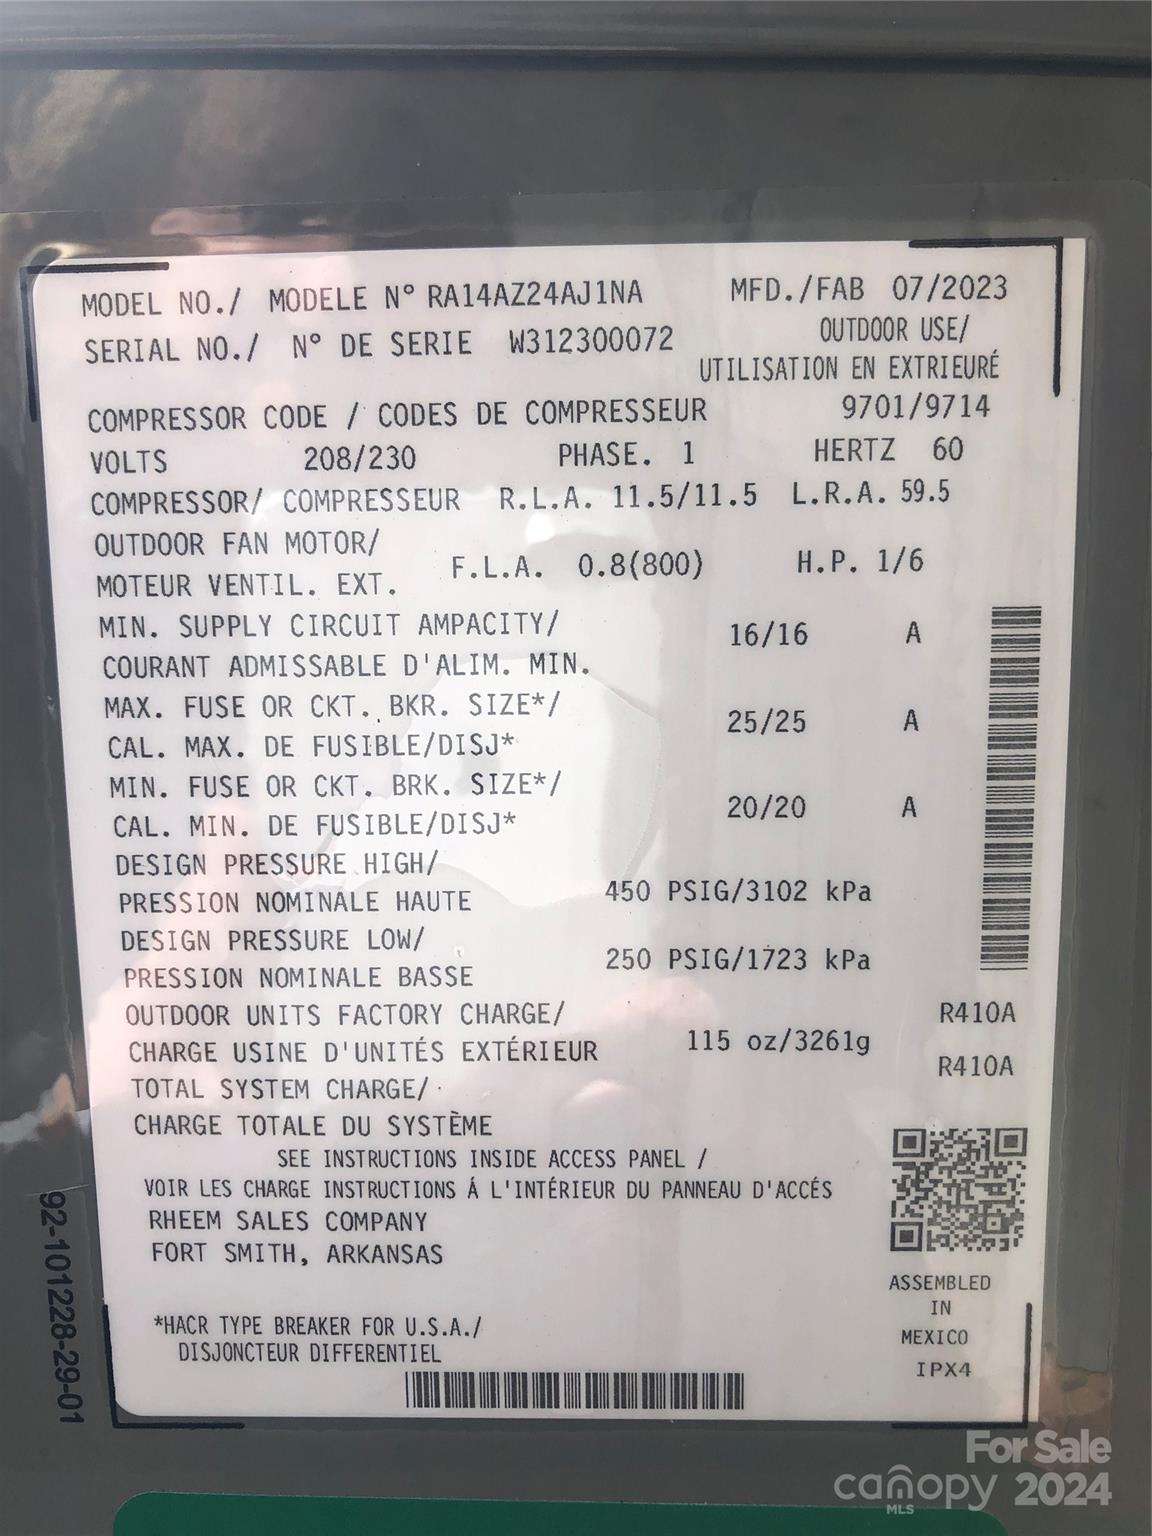 MODEL NO./ MODELE N° RA14AZ24AJ1NA MFD./FAB 07/2023
SERIAL NO./ N° DE SERIE W312300072 OUTDOOR USE/
UTILISATION EN EXTRIEURÉ
COMPRESSOR CODE / CODES DE COMPRESSEUR 9701/9714
VOLTS 208/230 PHASE. 1 HERTZ 60
COMPRESSOR/ COMPRESSEUR R.L.A. 11.5/11.5 L.R.A. 59.5
OUTDOOR FAN MOTOR/
MOTEUR VENTIL. EXT. F.L.A. 0.8(800) H.P. 1/6
MIN. SUPPLY CIRCUIT AMPACITY/
COURANT ADMISSABLE D'ALIM. MIN. 16/16 A
MAX. FUSE OR CKT. BKR. SIZE*/
CAL. MAX. DE FUSIBLE/DISJ* 25/25 A
MIN. FUSE OR CKT. BRK. SIZE*/
CAL. MIN. DE FUSIBLE/DISJ* 20/20 A
DESIGN PRESSURE HIGH/
PRESSION NOMINALE HAUTE 450 PSIG/3102 kPa
DESIGN PRESSURE LOW/
PRESSION NOMINALE BASSE 250 PSIG/1723 kPa
OUTDOOR UNITS FACTORY CHARGE/ R410A
CHARGE USINE D'UNITÉS EXTÉRIEUR 115 oz/3261g
R410A
TOTAL SYSTEM CHARGE/
CHARGE TOTALE DU SYSTÈME
SEE INSTRUCTIONS INSIDE ACCESS PANEL /
VOIR LES CHARGE INSTRUCTIONS Á L'INTÉRIEUR DU PANNEAU D'ACCÉS
RHEEM SALES COMPANY
FORT SMITH, ARKANSAS
ASSEMBLED
IN
MEXICO
IPX4
*HACR TYPE BREAKER FOR U.S.A./
DISJONCTEUR DIFFERENTIEL
92-101228-29-01
For Sale
canopy 2024
MLS